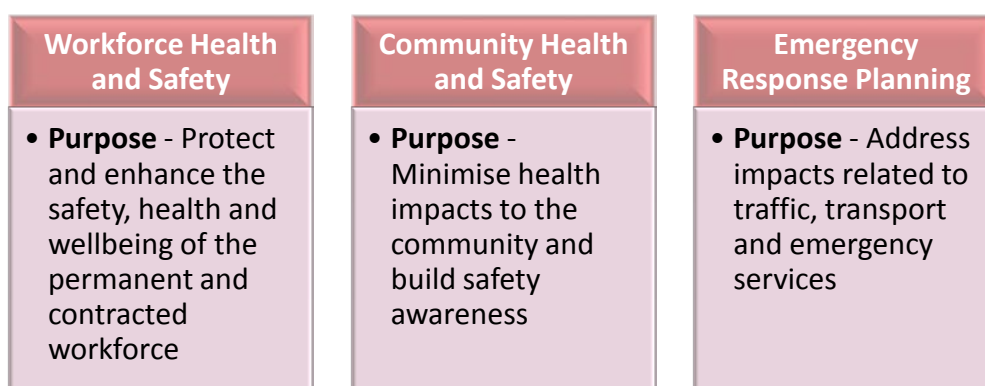 Workforce Health
and Safety
• Purpose - Protect
and enhance the
safety, health and
wellbeing of the
permanent and
contracted
workforce
Community Health
and Safety
• Purpose -
Minimise health
impacts to the
community and
build safety
awareness
Emergency
Response Planning
• Purpose - Address
impacts related to
traffic, transport
and emergency
services